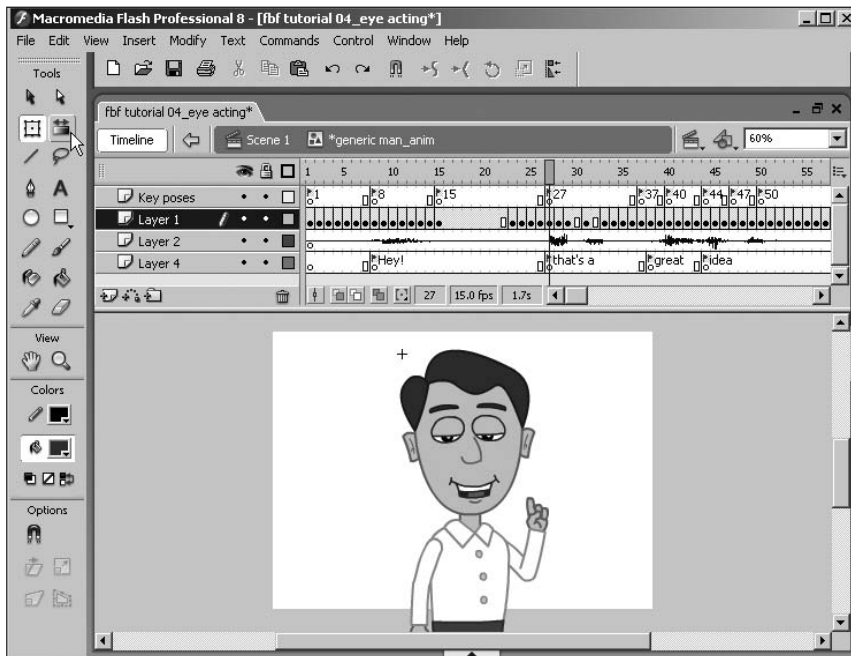 Macromedia Flash Professional 8 - [fbf tutorial 04_eye acting*]
File Edit View Insert Modify Text Commands Control Window Help
Tools
fbf tutorial 04_eye acting*
Timeline Scene 1 *generic man_anim 60%
1 5 10 15 20 25 30 35 40 45 50 55
Key poses 1 8 15 27 37 40 44 47 50
Layer 1
Layer 2
Layer 4 Hey! that's a great idea
27 15.0 fps 1.7s
A
View
Colors
Options